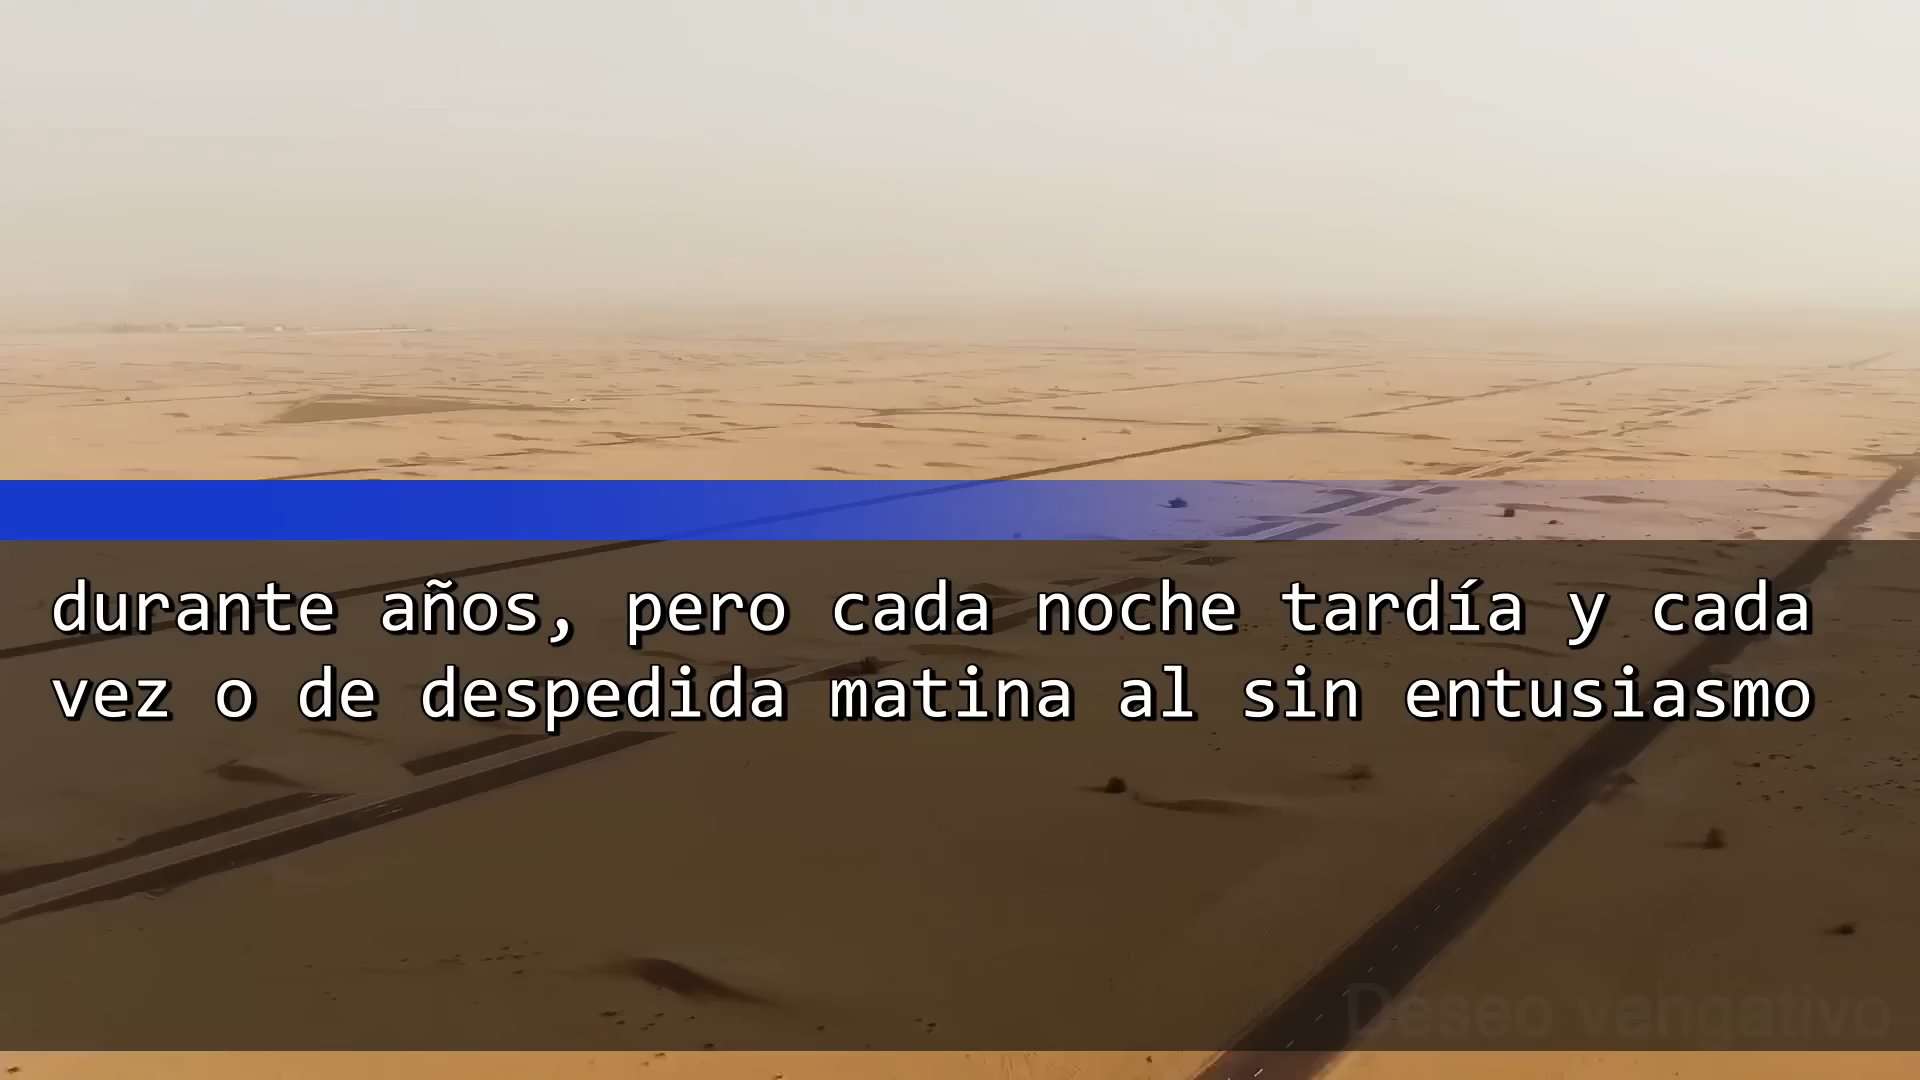 durante años, pero cada noche tardía y cada
vez o de despedida matina al sin entusiasmo
Deseo vengativo